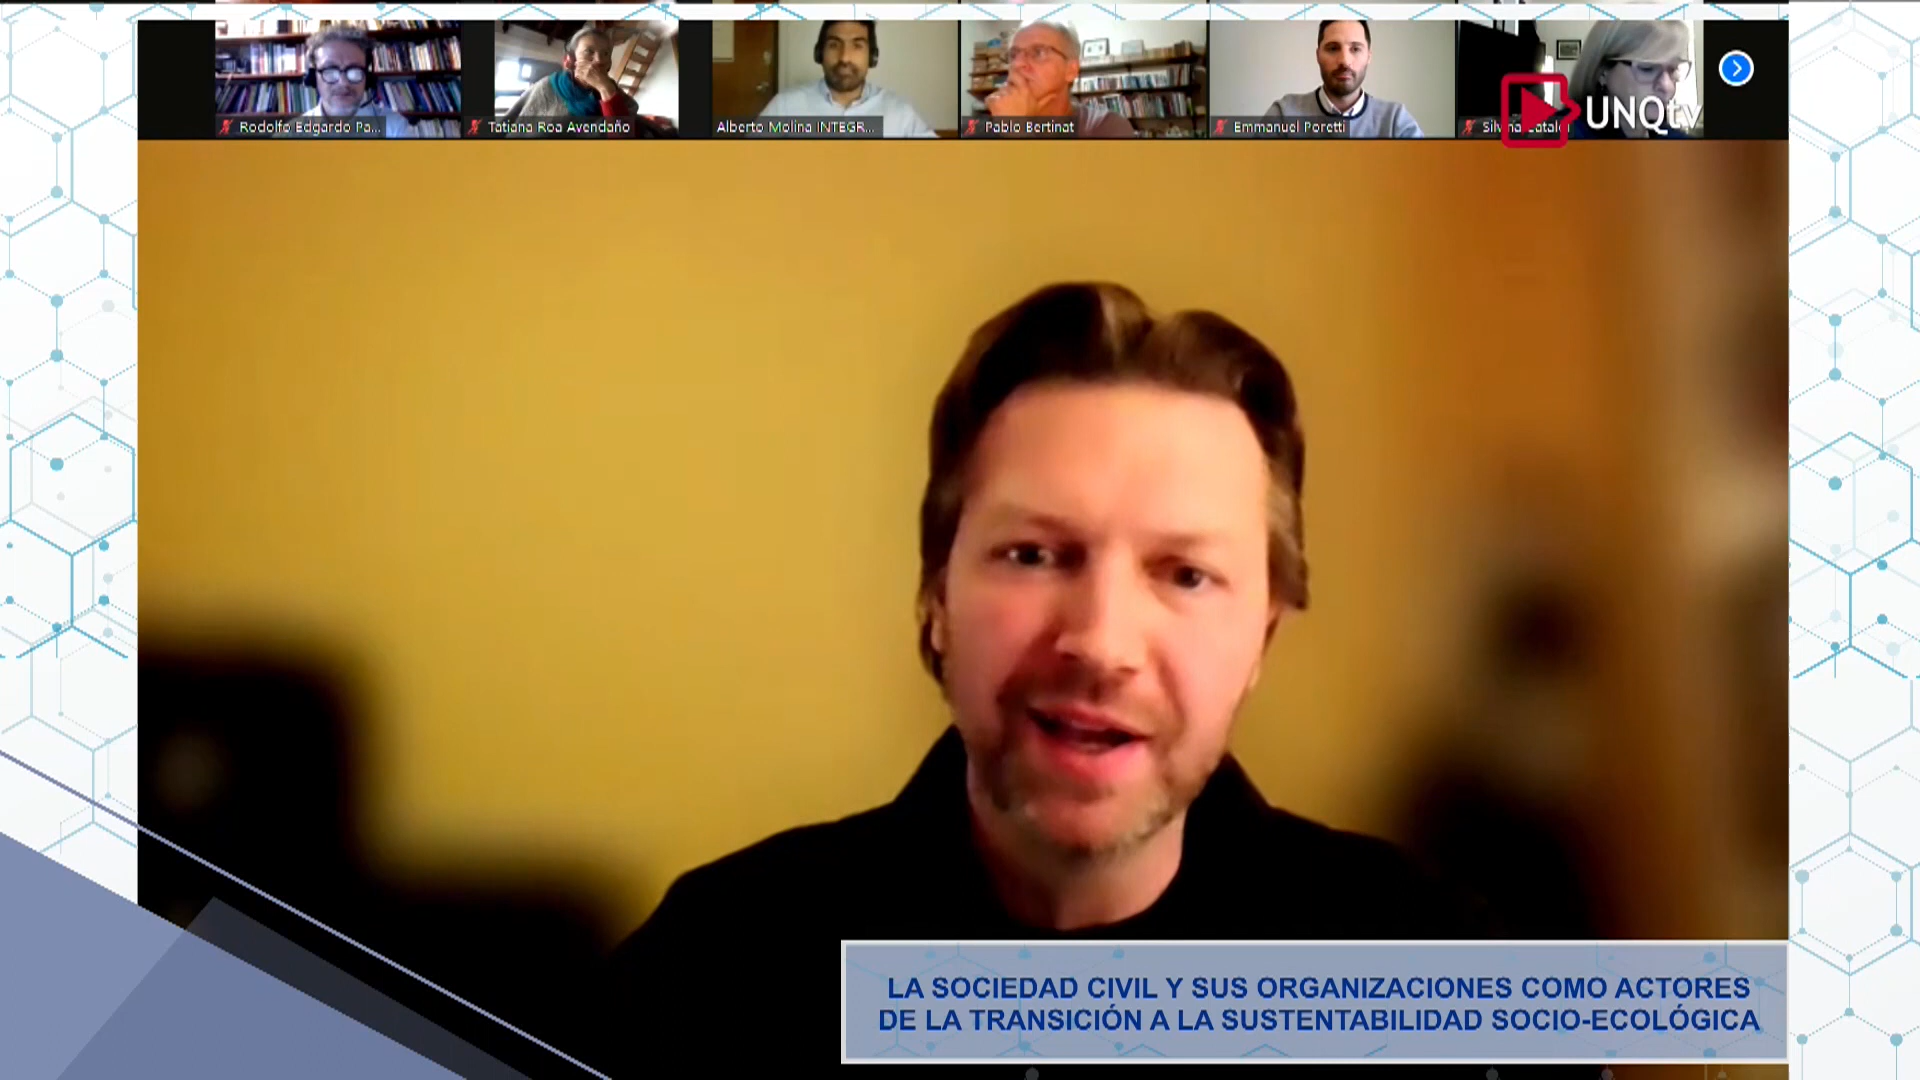 Rodolfo Edgardo Pa...
Tatiana Roa Avendaño
Alberto Molina INTEGR...
Pablo Bertinat
Emmanuel Poretti
UNQtv
LA SOCIEDAD CIVIL Y SUS ORGANIZACIONES COMO ACTORES
DE LA TRANSICIÓN A LA SUSTENTABILIDAD SOCIO-ECOLÓGICA